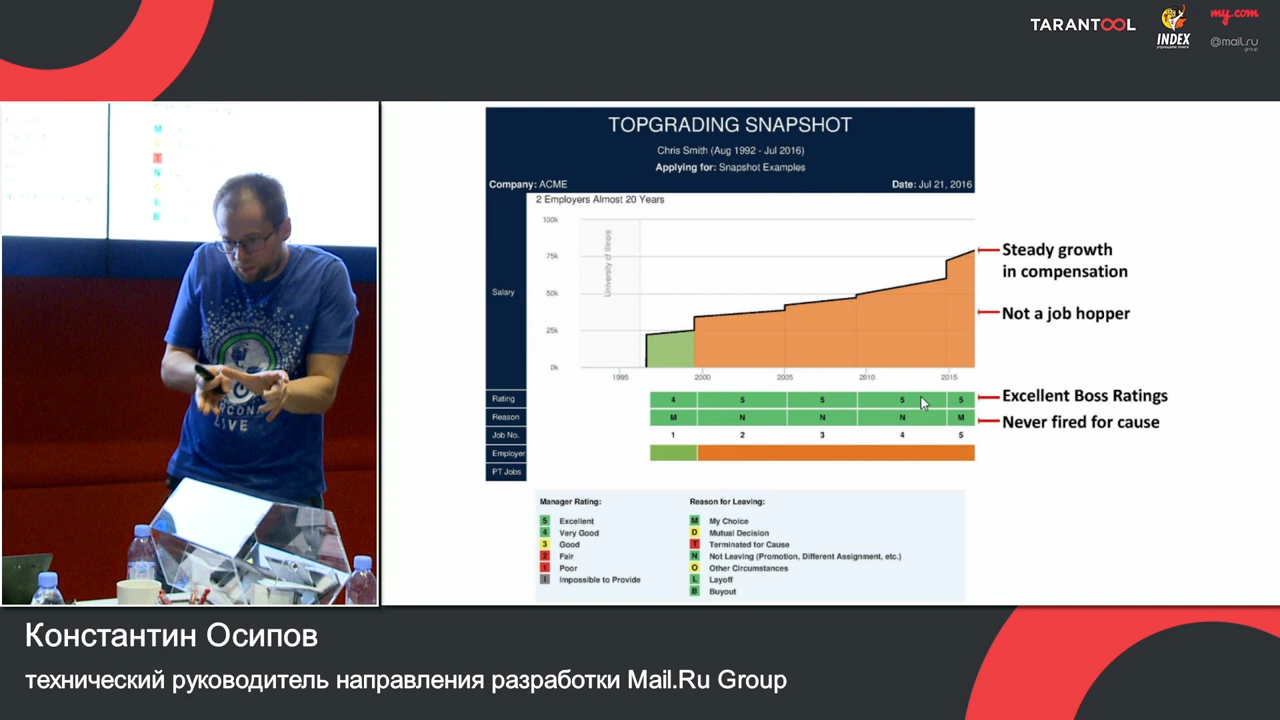 TARANTOOL
INDEX
my.com
@mail.ru
group
M
T
N
L
B
LIVE
TOPGRADING SNAPSHOT
Chris Smith (Aug 1992 - Jul 2016)
Applying for: Snapshot Examples
Company: ACME
Date: Jul 21, 2016
2 Employers Almost 20 Years
100k
75k
50k
25k
0k
University of Illinois
Salary
1995
2000
2005
2010
2015
Steady growth
in compensation
Not a job hopper
Excellent Boss Ratings
Never fired for cause
Rating 4 5 5 5 5
Reason M N N N M
Job No. 1 2 3 4 5
Employer
PT Jobs
Manager Rating:
5 Excellent
4 Very Good
3 Good
2 Fair
1 Poor
I Impossible to Provide
Reason for Leaving:
M My Choice
D Mutual Decision
T Terminated for Cause
N Not Leaving (Promotion, Different Assignment, etc.)
O Other Circumstances
L Layoff
B Buyout
Константин Осипов
технический руководитель направления разработки Mail.Ru Group